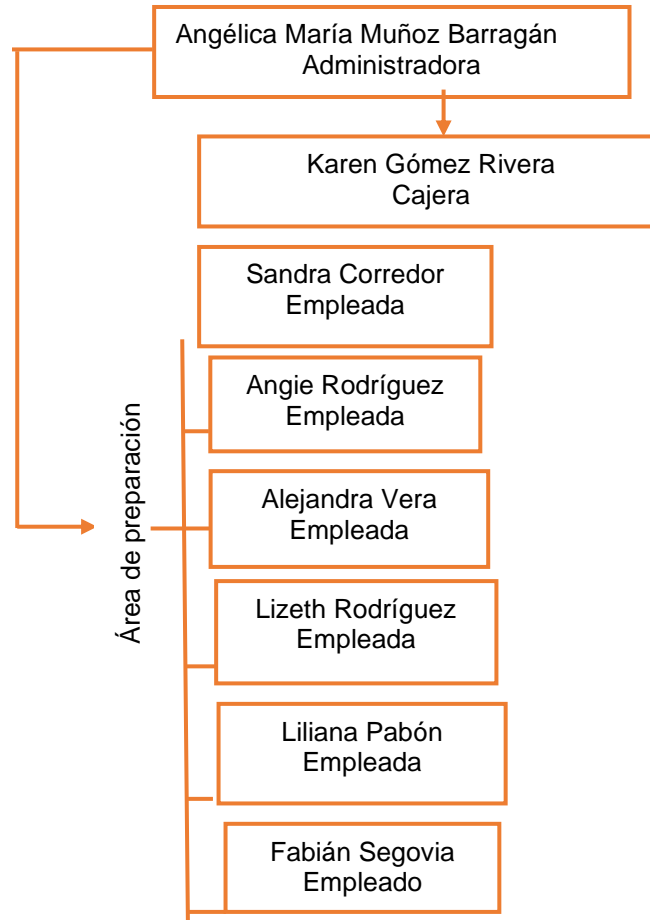 Angélica María Muñoz Barragán
Administradora
Karen Gómez Rivera
Cajera
Sandra Corredor
Empleada
Angie Rodríguez
Empleada
Área de preparación
Alejandra Vera
Empleada
Lizeth Rodríguez
Empleada
Liliana Pabón
Empleada
Fabián Segovia
Empleado